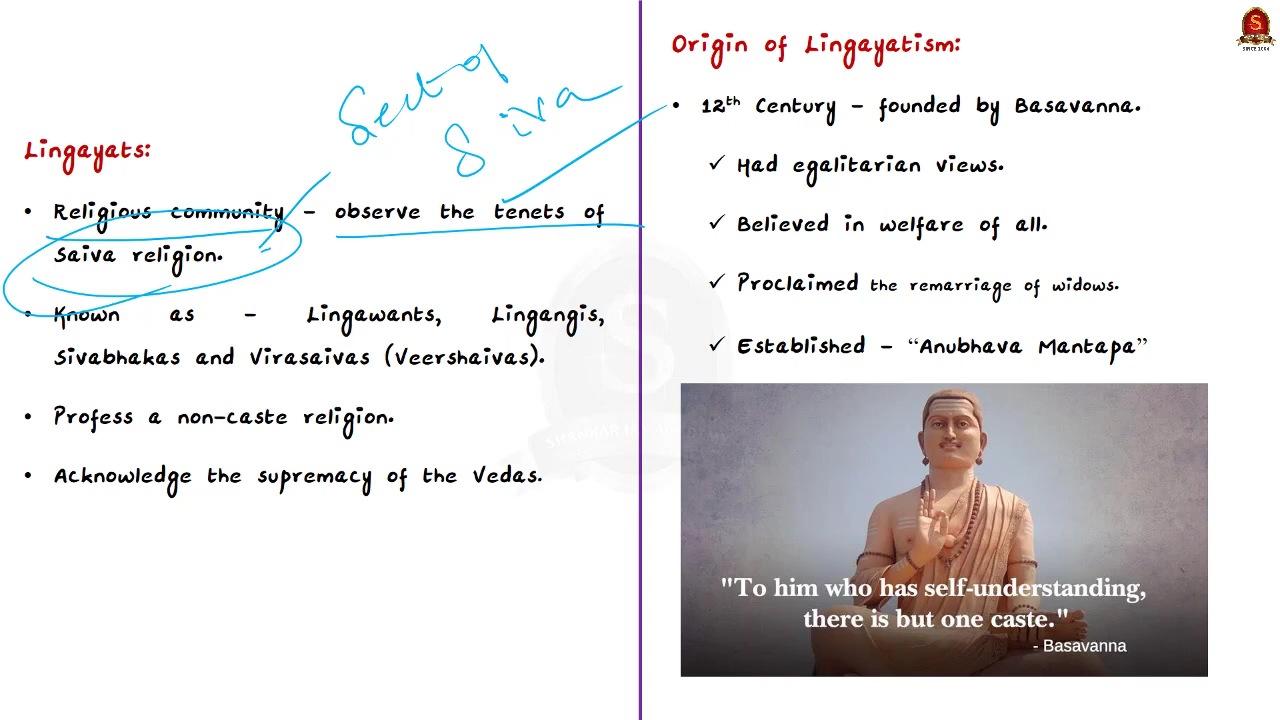 Lingayats:
Sect of
Siva
• Religious community – observe the tenets of
Saiva religion.
• Known as – Lingawants, Lingangis,
Sivabhakas and Virasaivas (Veershaivas).
• Profess a non-caste religion.
• Acknowledge the supremacy of the Vedas.
Origin of Lingayatism:
• 12th Century – founded by Basavanna.
✓ Had egalitarian views.
✓ Believed in welfare of all.
✓ Proclaimed the remarriage of widows.
✓ Established – “Anubhava Mantapa”
"To him who has self-understanding,
there is but one caste."
- Basavanna
S
SINCE 2004